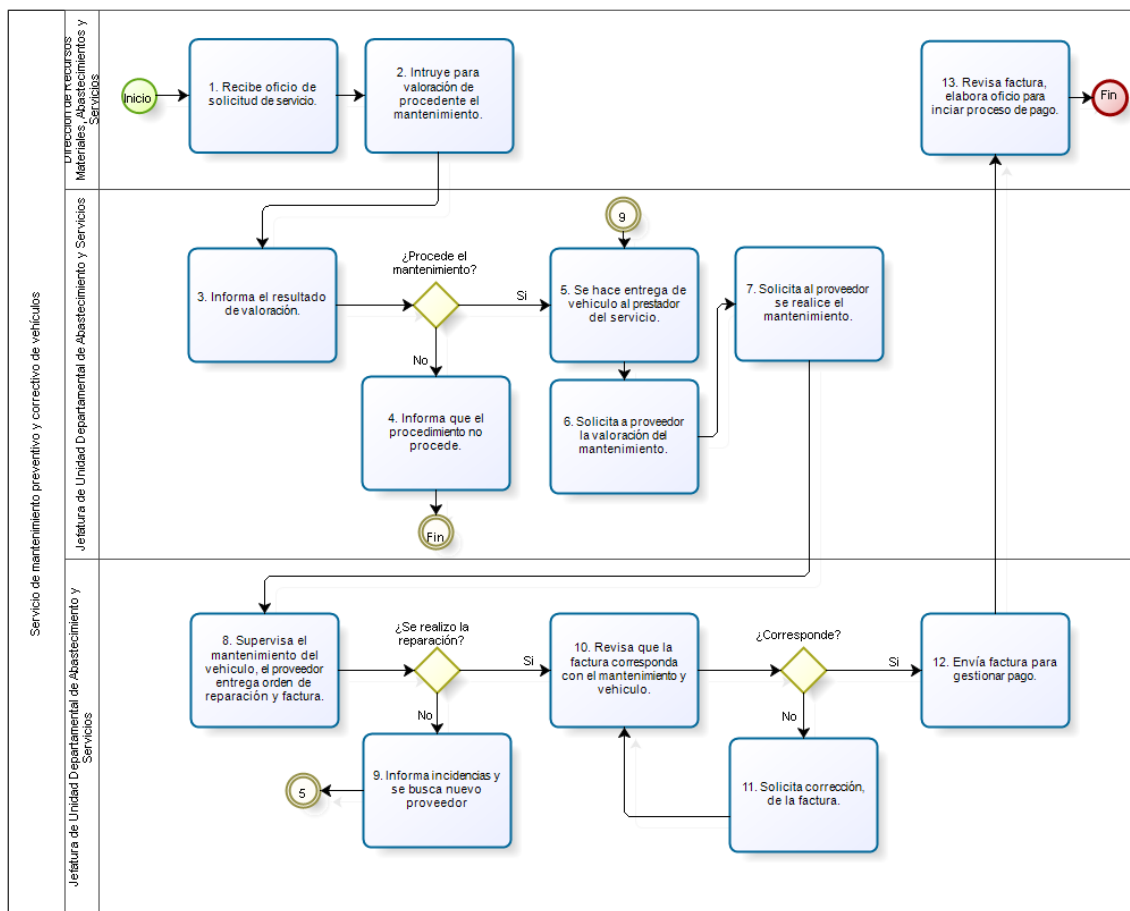 Servicio de mantenimiento preventivo y correctivo de vehículos
Dirección de Recursos
Materiales, Abastecimientos y
Servicios
Inicio
1. Recibe oficio de
solicitud de servicio.
2. Intruye para
valoración de
procedente el
mantenimiento.
13. Revisa factura,
elabora oficio para
inciar proceso de pago.
Fin
Jefatura de Unidad Departamental de Abastecimiento y Servicios
3. Informa el resultado
de valoración.
¿Procede el
mantenimiento?
Si
No
4. Informa que el
procedimiento no
procede.
Fin
9
5. Se hace entrega de
vehiculo al prestador
del servicio.
6. Solicita a proveedor
la valoración del
mantenimiento.
7. Solicita al proveedor
se realice el
mantenimiento.
Jefatura de Unidad Departamental de Abastecimiento y
Servicios
8. Supervisa el
mantenimiento del
vehiculo, el proveedor
entrega orden de
reparación y factura.
¿Se realizo la
reparación?
Si
No
9. Informa incidencias y
se busca nuevo
proveedor
5
10. Revisa que la
factura corresponda
con el mantenimiento y
vehiculo.
¿Corresponde?
Si
No
11. Solicita corrección,
de la factura.
12. Envía factura para
gestionar pago.